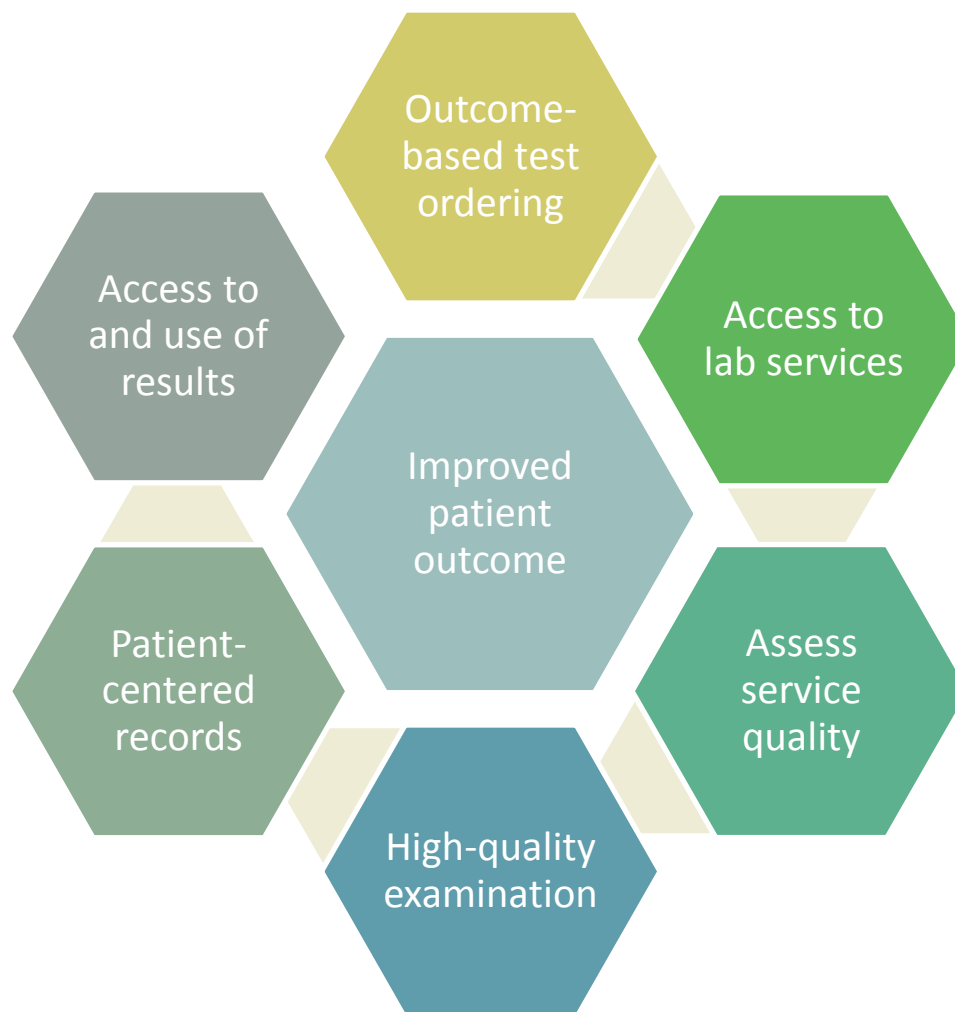 Outcome-
based test
ordering
Access to
lab services
Assess
service
quality
High-quality
examination
Patient-
centered
records
Access to
and use of
results
Improved
patient
outcome